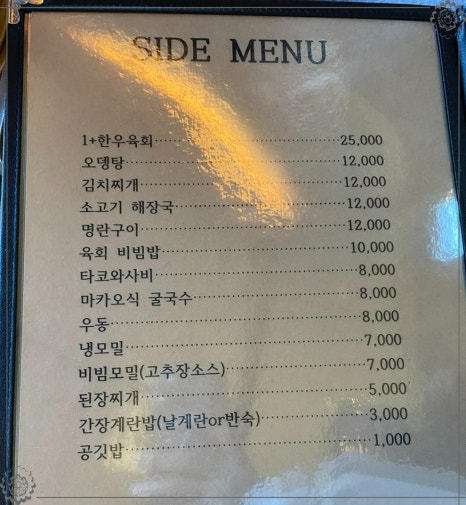 SIDE MENU
1+한우육회 25,000
오뎅탕 12,000
김치찌개 12,000
소고기 해장국 12,000
명란구이 12,000
육회 비빔밥 10,000
타코와사비 8,000
마카오식 굴국수 8,000
우동 8,000
냉모밀 7,000
비빔모밀(고추장소스) 7,000
된장찌개 5,000
간장계란밥(날계란or반숙) 3,000
공깃밥 1,000